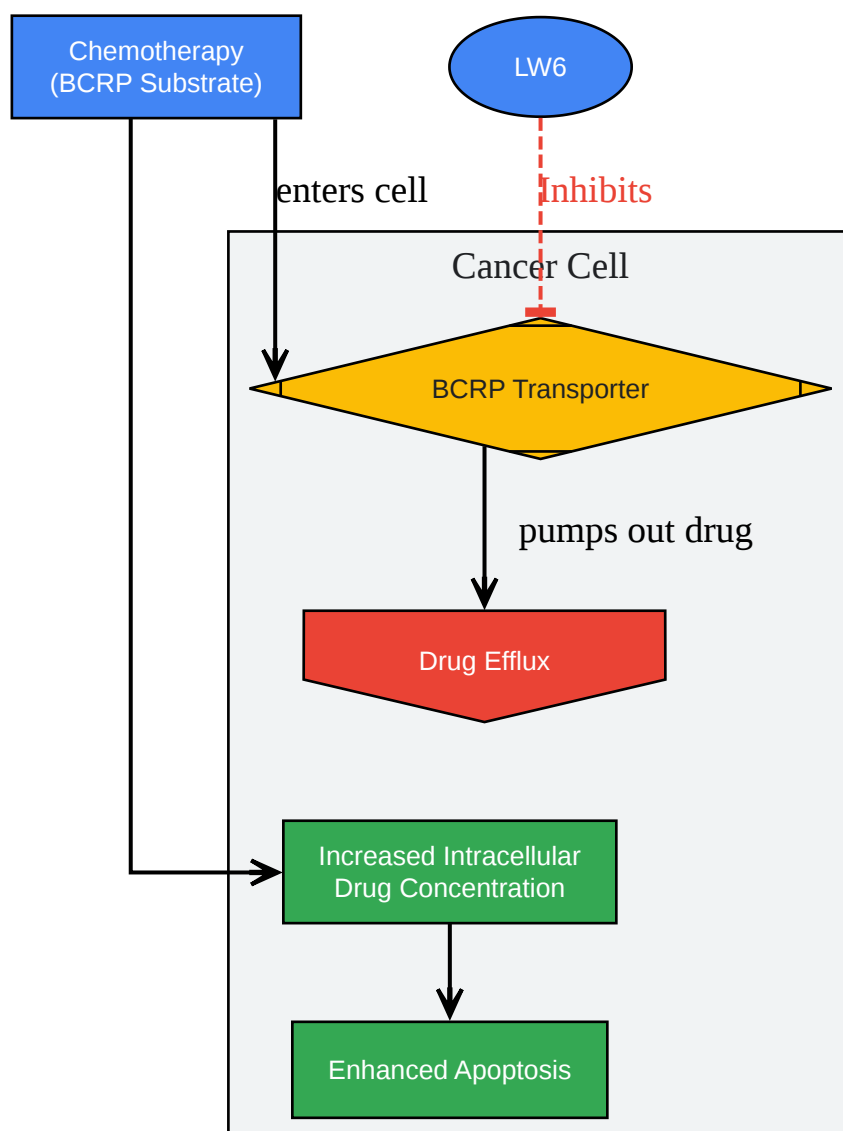 Chemotherapy
(BCRP Substrate)
LW6
enters cell
Inhibits
Cancer Cell
BCRP Transporter
pumps out drug
Drug Efflux
Increased Intracellular
Drug Concentration
Enhanced Apoptosis